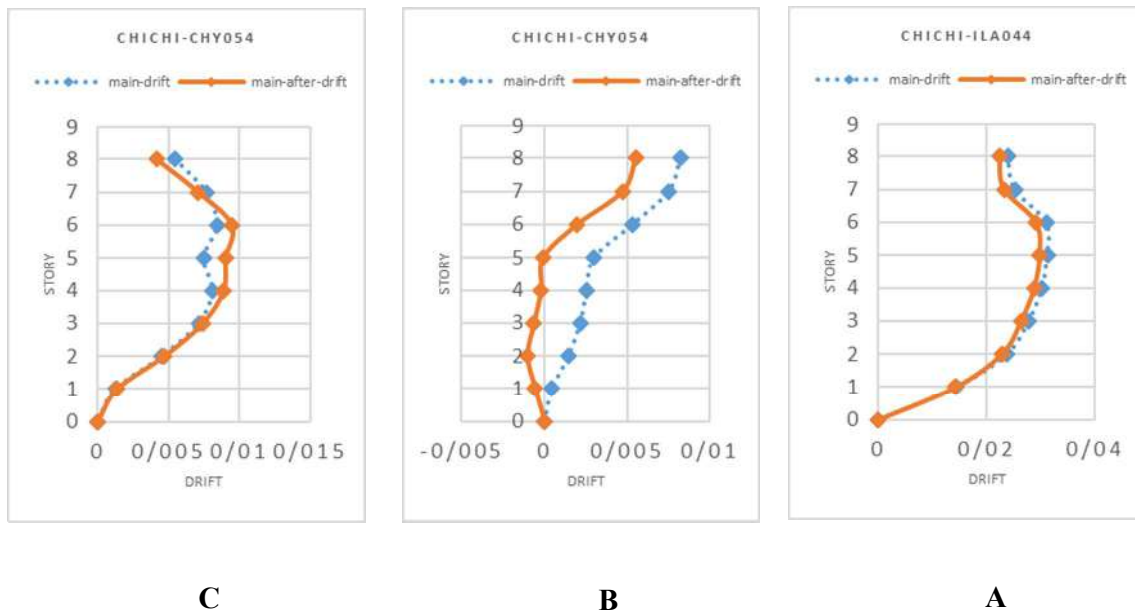 CHICHI-CHY054
main-drift main-after-drift
9
8
7
6
5
4
3
2
1
0
STORY
0 0/005 0/01 0/015
DRIFT
C
CHICHI-CHY054
main-drift main-after-drift
9
8
7
6
5
4
3
2
1
0
STORY
-0/005 0 0/005 0/01
DRIFT
B
CHICHI-ILA044
main-drift main-after-drift
9
8
7
6
5
4
3
2
1
0
STORY
0 0/02 0/04
DRIFT
A